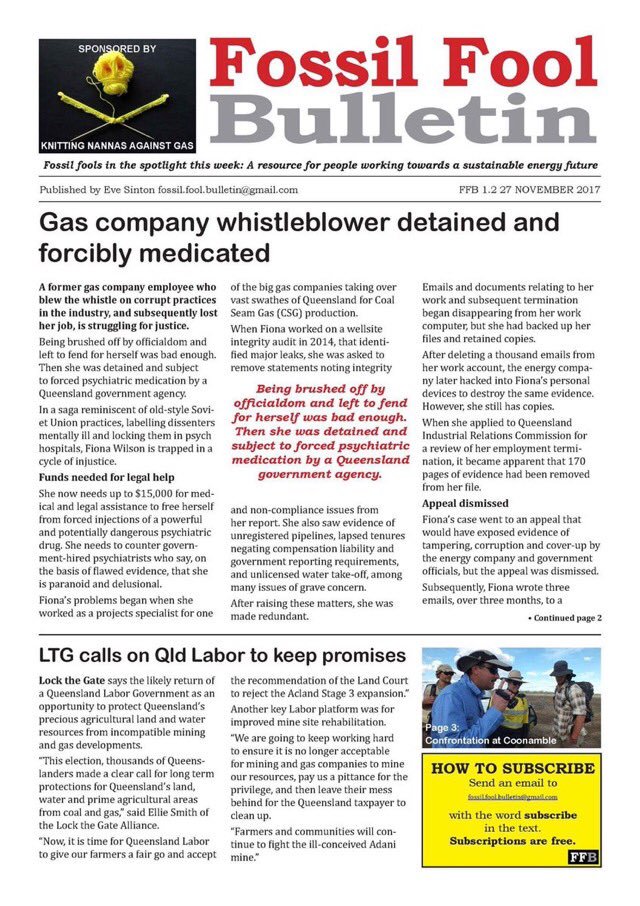 SPONSORED BY
KNITTING NANNAS AGAINST GAS
Fossil Fool
Bulletin
Fossil fools in the spotlight this week: A resource for people working towards a sustainable energy future
Published by Eve Sinton fossil.fool.bulletin@gmail.com
FFB 1.2 27 NOVEMBER 2017
Gas company whistleblower detained and
forcibly medicated
A former gas company employee who
blew the whistle on corrupt practices
in the industry, and subsequently lost
her job, is struggling for justice.
Being brushed off by officialdom and
left to fend for herself was bad enough.
Then she was detained and subject
to forced psychiatric medication by a
Queensland government agency.
In a saga reminiscent of old-style Sovi-
et Union practices, labelling dissenters
mentally ill and locking them in psych
hospitals, Fiona Wilson is trapped in a
cycle of injustice.
Funds needed for legal help
She now needs up to $15,000 for med-
ical and legal assistance to free herself
from forced injections of a powerful
and potentially dangerous psychiatric
drug. She needs to counter govern-
ment-hired psychiatrists who say, on
the basis of flawed evidence, that she
is paranoid and delusional.
Fiona's problems began when she
worked as a projects specialist for one
of the big gas companies taking over
vast swathes of Queensland for Coal
Seam Gas (CSG) production.
When Fiona worked on a wellsite
integrity audit in 2014, that identi-
fied major leaks, she was asked to
remove statements noting integrity
Being brushed off by
officialdom and left to fend
for herself was bad enough.
Then she was detained and
subject to forced psychiatric
medication by a Queensland
government agency.
and non-compliance issues from
her report. She also saw evidence of
unregistered pipelines, lapsed tenures
negating compensation liability and
government reporting requirements,
and unlicensed water take-off, among
many issues of grave concern.
After raising these matters, she was
made redundant.
Emails and documents relating to her
work and subsequent termination
began disappearing from her work
computer, but she had backed up her
files and retained copies.
After deleting a thousand emails from
her work account, the energy compa-
ny later hacked into Fiona's personal
devices to destroy the same evidence.
However, she still has copies.
When she applied to Queensland
Industrial Relations Commission for
a review of her employment termi-
nation, it became apparent that 170
pages of evidence had been removed
from her file.
Appeal dismissed
Fiona's case went to an appeal that
would have exposed evidence of
tampering, corruption and cover-up by
the energy company and government
officials, but the appeal was dismissed.
Subsequently, Fiona wrote three
emails, over three months, to a
• Continued page 2
LTG calls on Qld Labor to keep promises
Lock the Gate says the likely return of
a Queensland Labor Government as an
opportunity to protect Queensland's
precious agricultural land and water
resources from incompatible mining
and gas developments.
"This election, thousands of Queens-
landers made a clear call for long term
protections for Queensland's land,
water and prime agricultural areas
from coal and gas," said Ellie Smith of
the Lock the Gate Alliance.
"Now, it is time for Queensland Labor
to give our farmers a fair go and accept
the recommendation of the Land Court
to reject the Acland Stage 3 expansion."
Another key Labor platform was for
improved mine site rehabilitation.
"We are going to keep working hard
to ensure it is no longer acceptable
for mining and gas companies to mine
our resources, pay us a pittance for the
privilege, and then leave their mess
behind for the Queensland taxpayer to
clean up.
"Farmers and communities will con-
tinue to fight the ill-conceived Adani
mine."
Page 3:
Confrontation at Coonamble
HOW TO SUBSCRIBE
Send an email to
fossil.fool.bulletin@gmail.com
with the word subscribe
in the text.
Subscriptions are free.
FFB